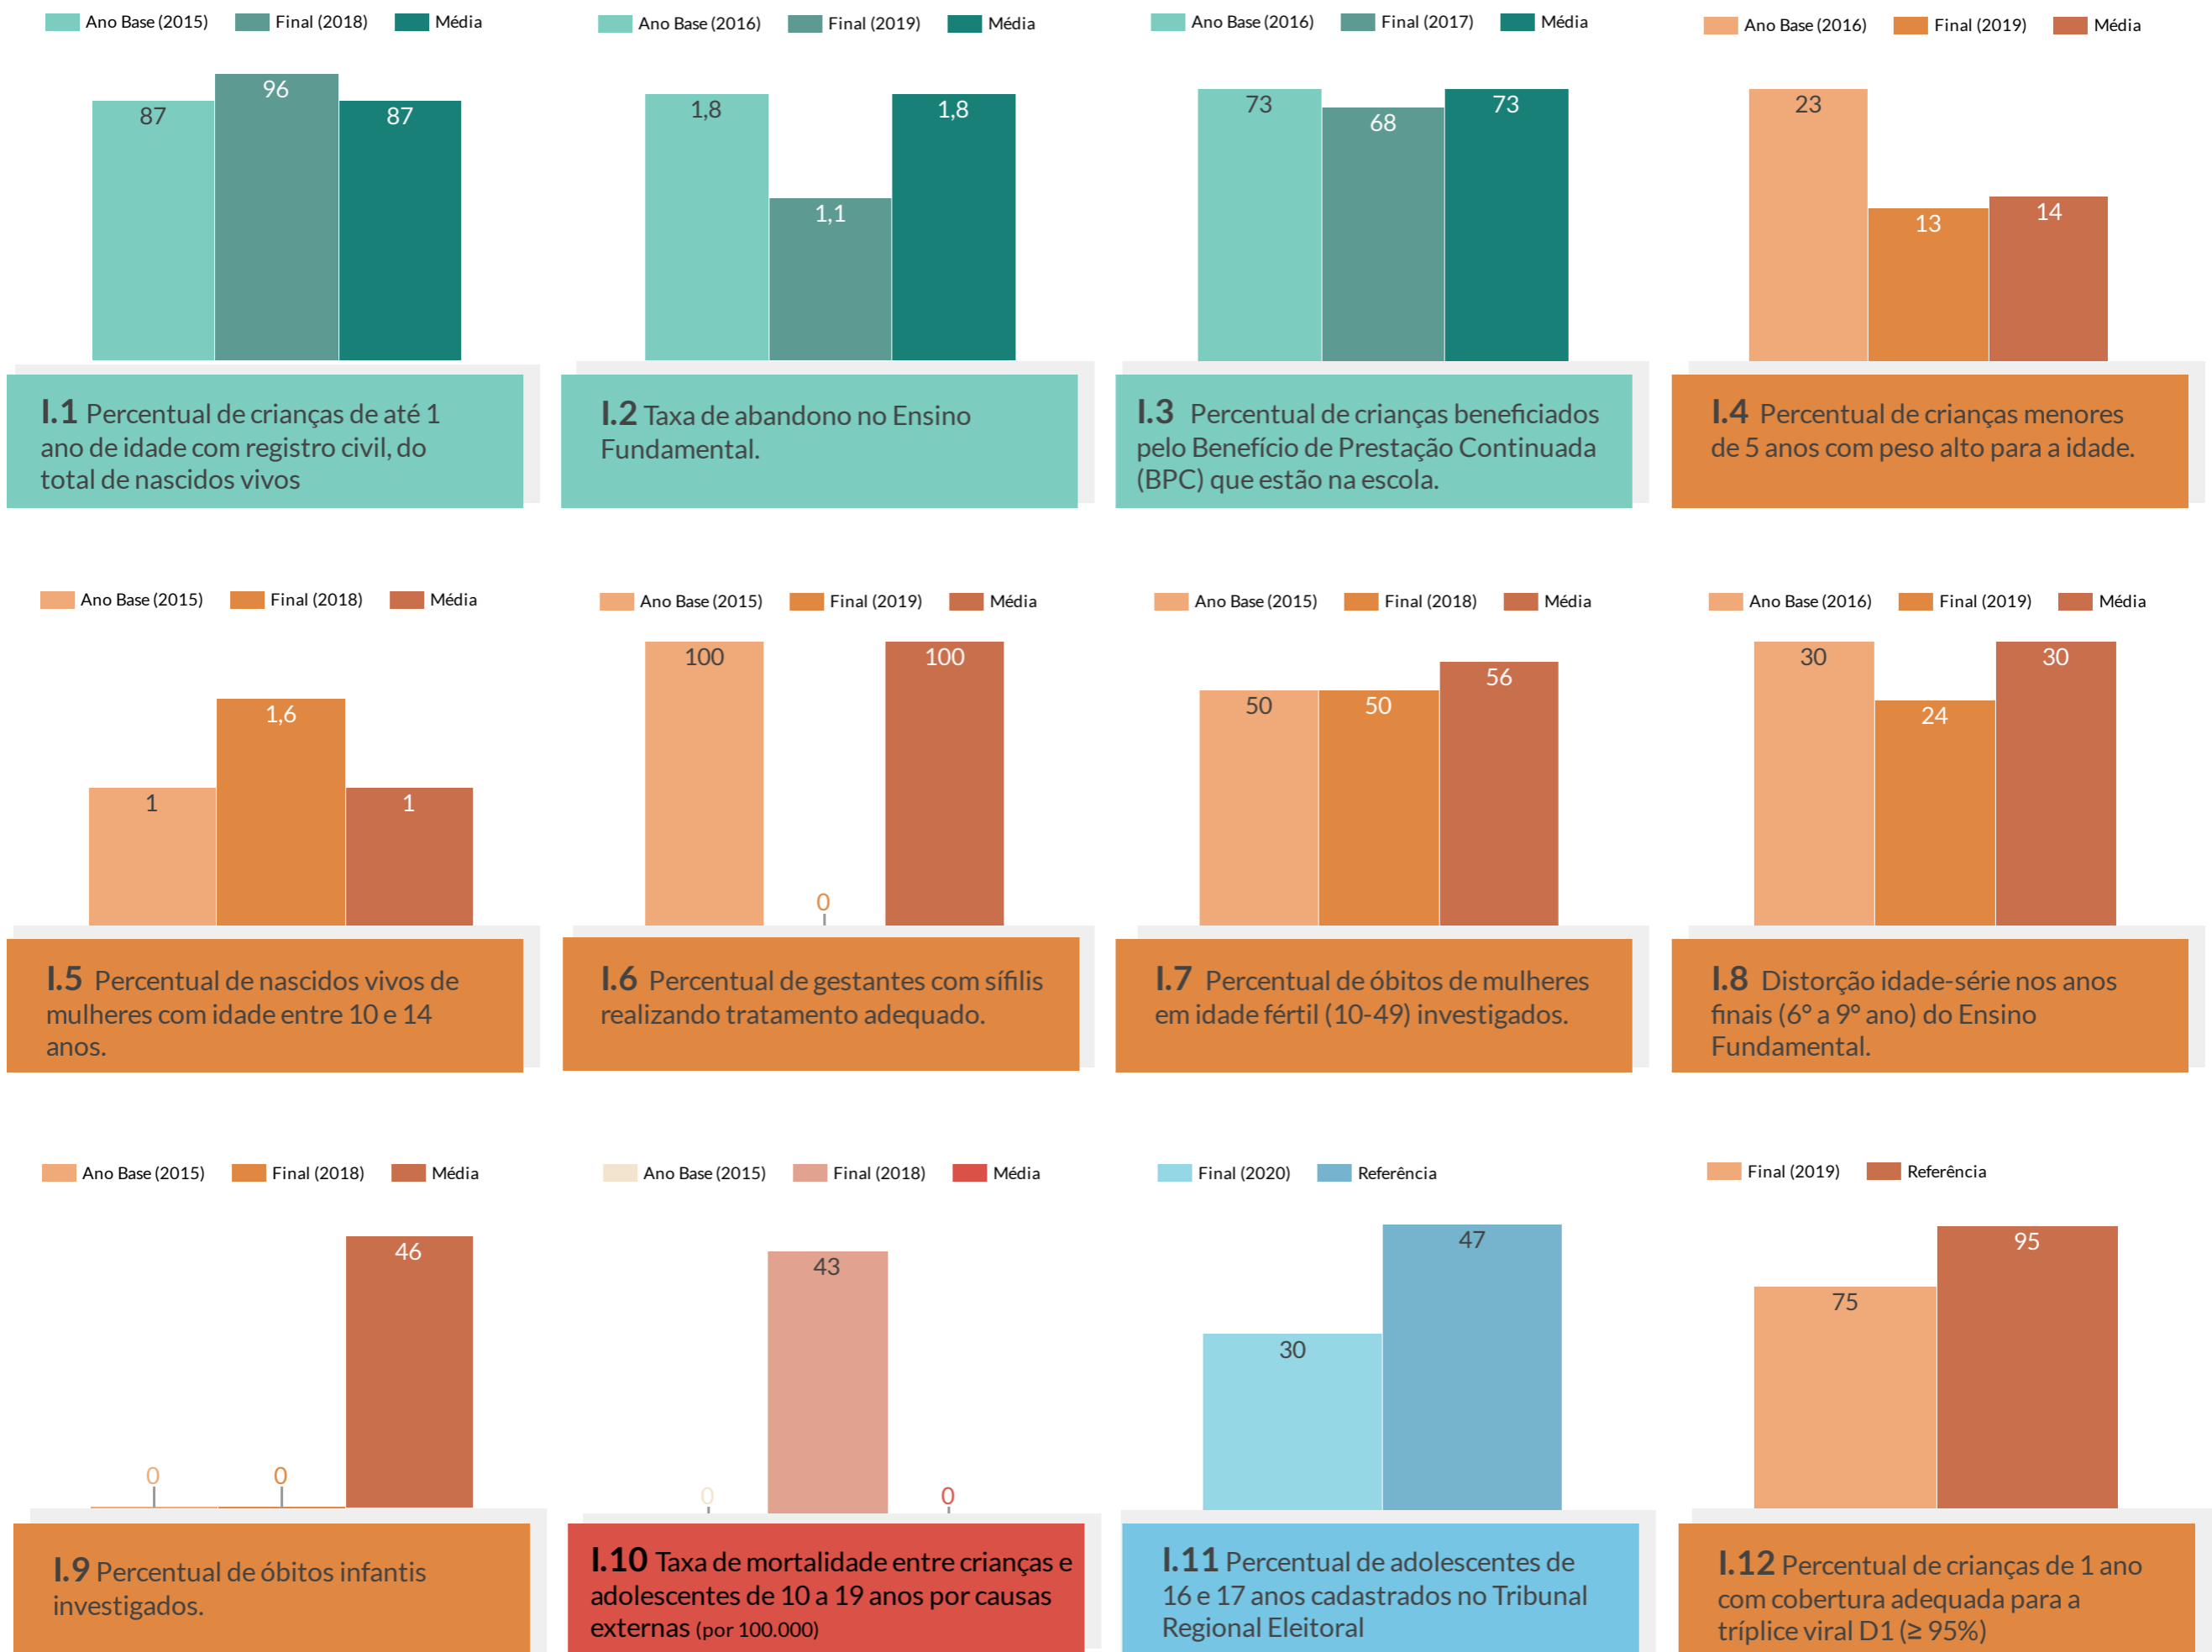 Ano Base (2015) Final (2018) Média
87
96
87
I.1 Percentual de crianças de até 1
ano de idade com registro civil, do
total de nascidos vivos
Ano Base (2016) Final (2019) Média
1,8
1,1
1,8
I.2 Taxa de abandono no Ensino
Fundamental.
Ano Base (2016) Final (2017) Média
73
68
73
I.3 Percentual de crianças beneficiados
pelo Benefício de Prestação Continuada
(BPC) que estão na escola.
Ano Base (2016) Final (2019) Média
23
13
14
I.4 Percentual de crianças menores
de 5 anos com peso alto para a idade.
Ano Base (2015) Final (2018) Média
1
1,6
1
I.5 Percentual de nascidos vivos de
mulheres com idade entre 10 e 14
anos.
Ano Base (2015) Final (2019) Média
100
0
100
I.6 Percentual de gestantes com sífilis
realizando tratamento adequado.
Ano Base (2015) Final (2018) Média
50
50
56
I.7 Percentual de óbitos de mulheres
em idade fértil (10-49) investigados.
Ano Base (2016) Final (2019) Média
30
24
30
I.8 Distorção idade-série nos anos
finais (6° a 9° ano) do Ensino
Fundamental.
Ano Base (2015) Final (2018) Média
0
0
46
I.9 Percentual de óbitos infantis
investigados.
Ano Base (2015) Final (2018) Média
0
43
0
I.10 Taxa de mortalidade entre crianças e
adolescentes de 10 a 19 anos por causas
externas (por 100.000)
Final (2020) Referência
30
47
I.11 Percentual de adolescentes de
16 e 17 anos cadastrados no Tribunal
Regional Eleitoral
Final (2019) Referência
75
95
I.12 Percentual de crianças de 1 ano
com cobertura adequada para a
tríplice viral D1 (≥ 95%)